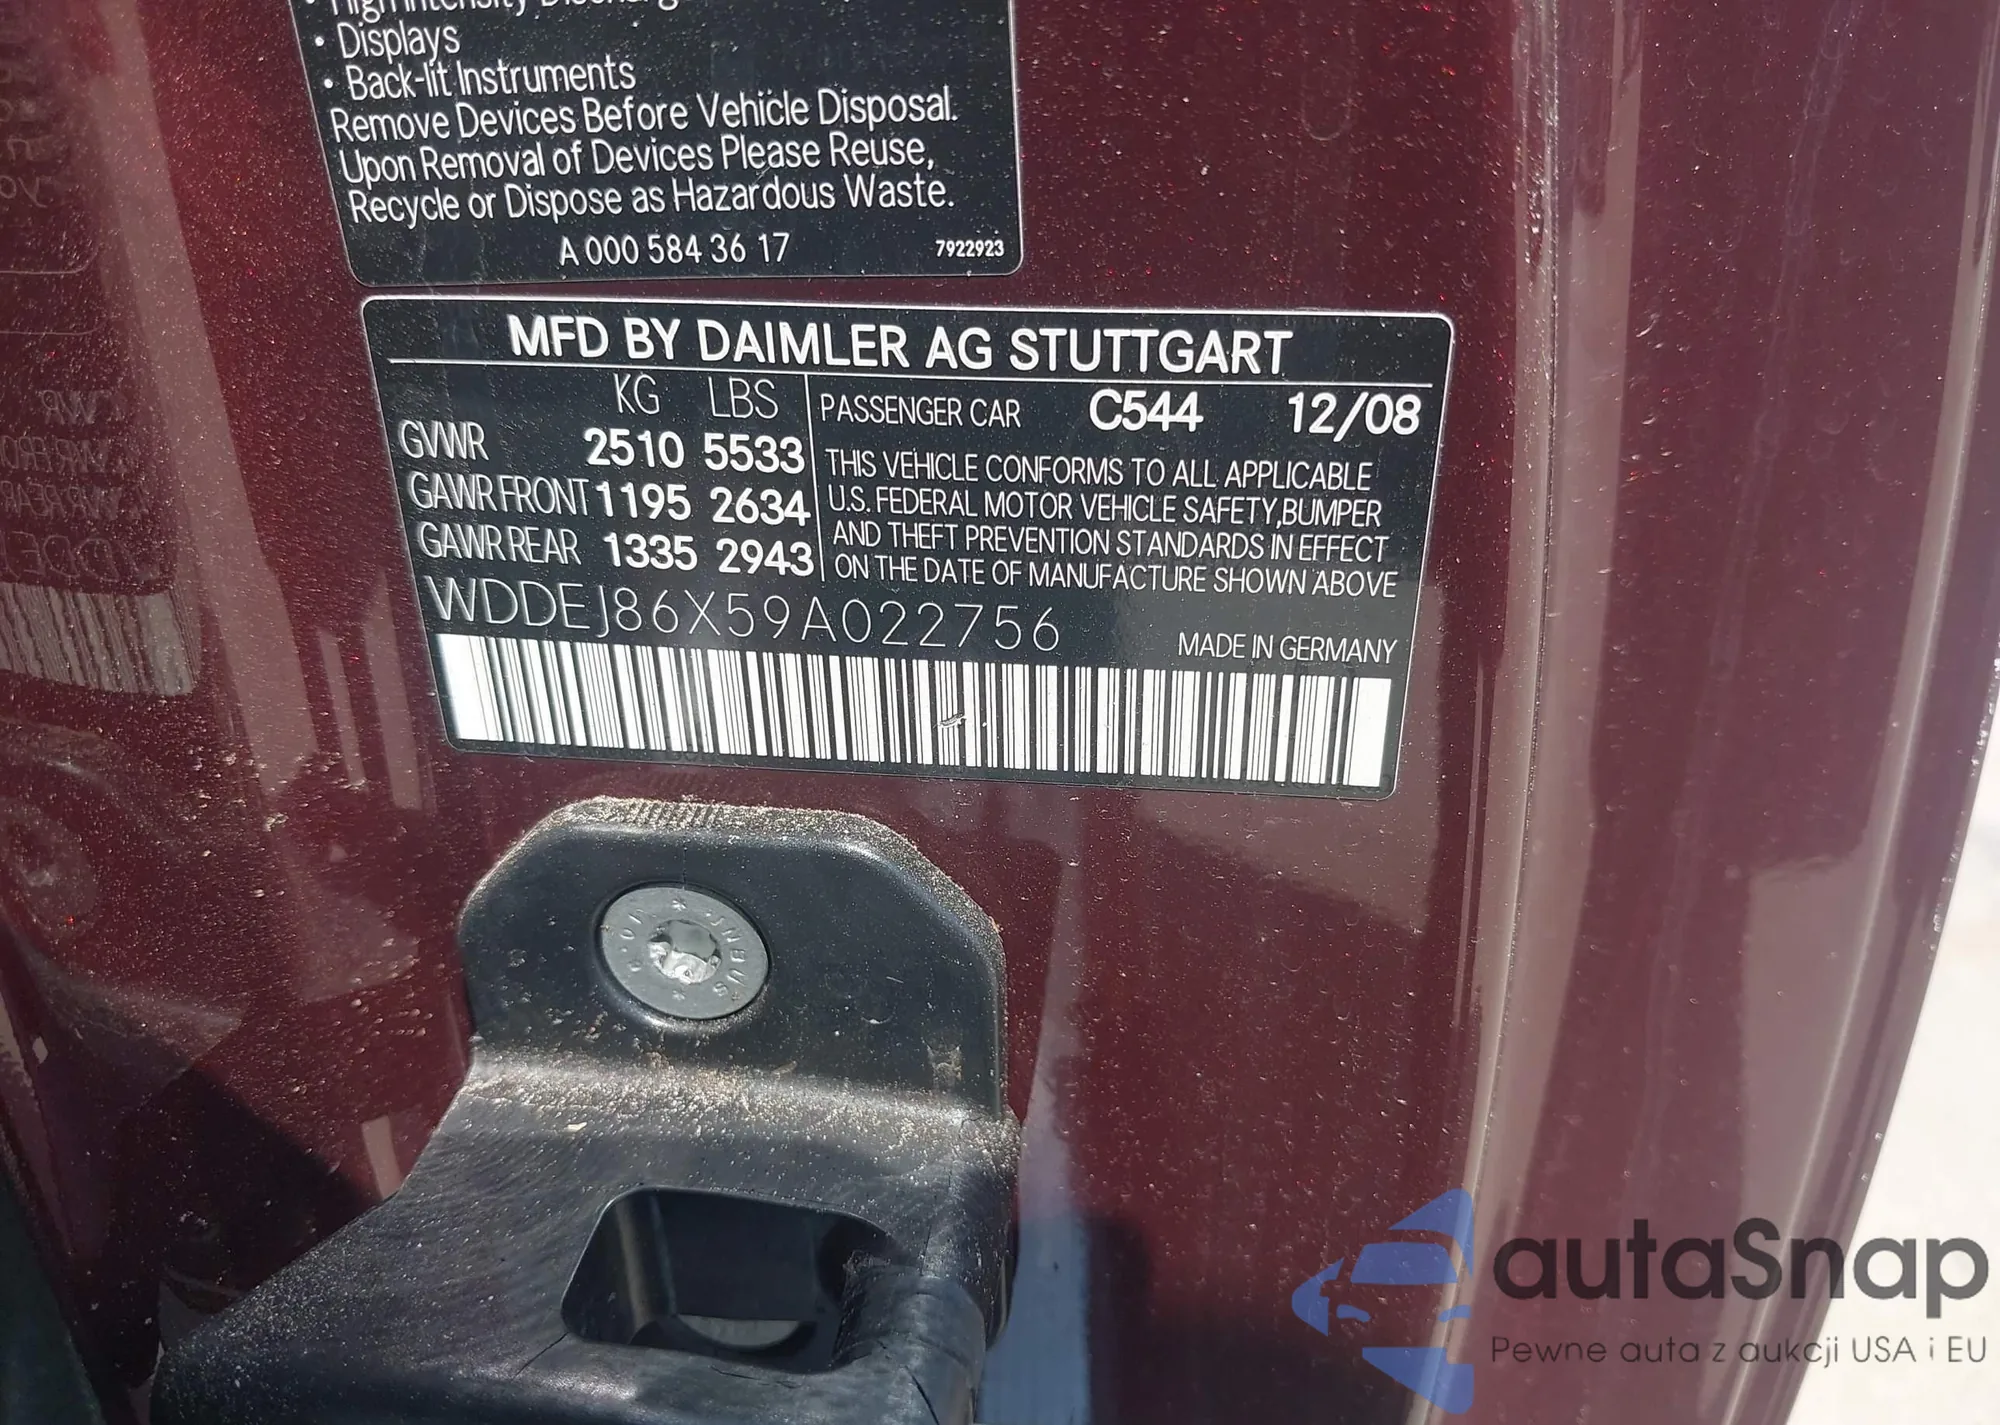 • High Intensity Discharge
• Displays
• Back-lit Instruments
Remove Devices Before Vehicle Disposal.
Upon Removal of Devices Please Reuse,
Recycle or Dispose as Hazardous Waste.
A 000 584 36 17 7922923
MFD BY DAIMLER AG STUTTGART
KG LBS
GVWR 2510 5533
GAWR FRONT 1195 2634
GAWR REAR 1335 2943
PASSENGER CAR C544 12/08
THIS VEHICLE CONFORMS TO ALL APPLICABLE
U.S. FEDERAL MOTOR VEHICLE SAFETY,BUMPER
AND THEFT PREVENTION STANDARDS IN EFFECT
ON THE DATE OF MANUFACTURE SHOWN ABOVE
WDDEJ86X59A022756
MADE IN GERMANY
autaSnap
Pewne auta z aukcji USA i EU